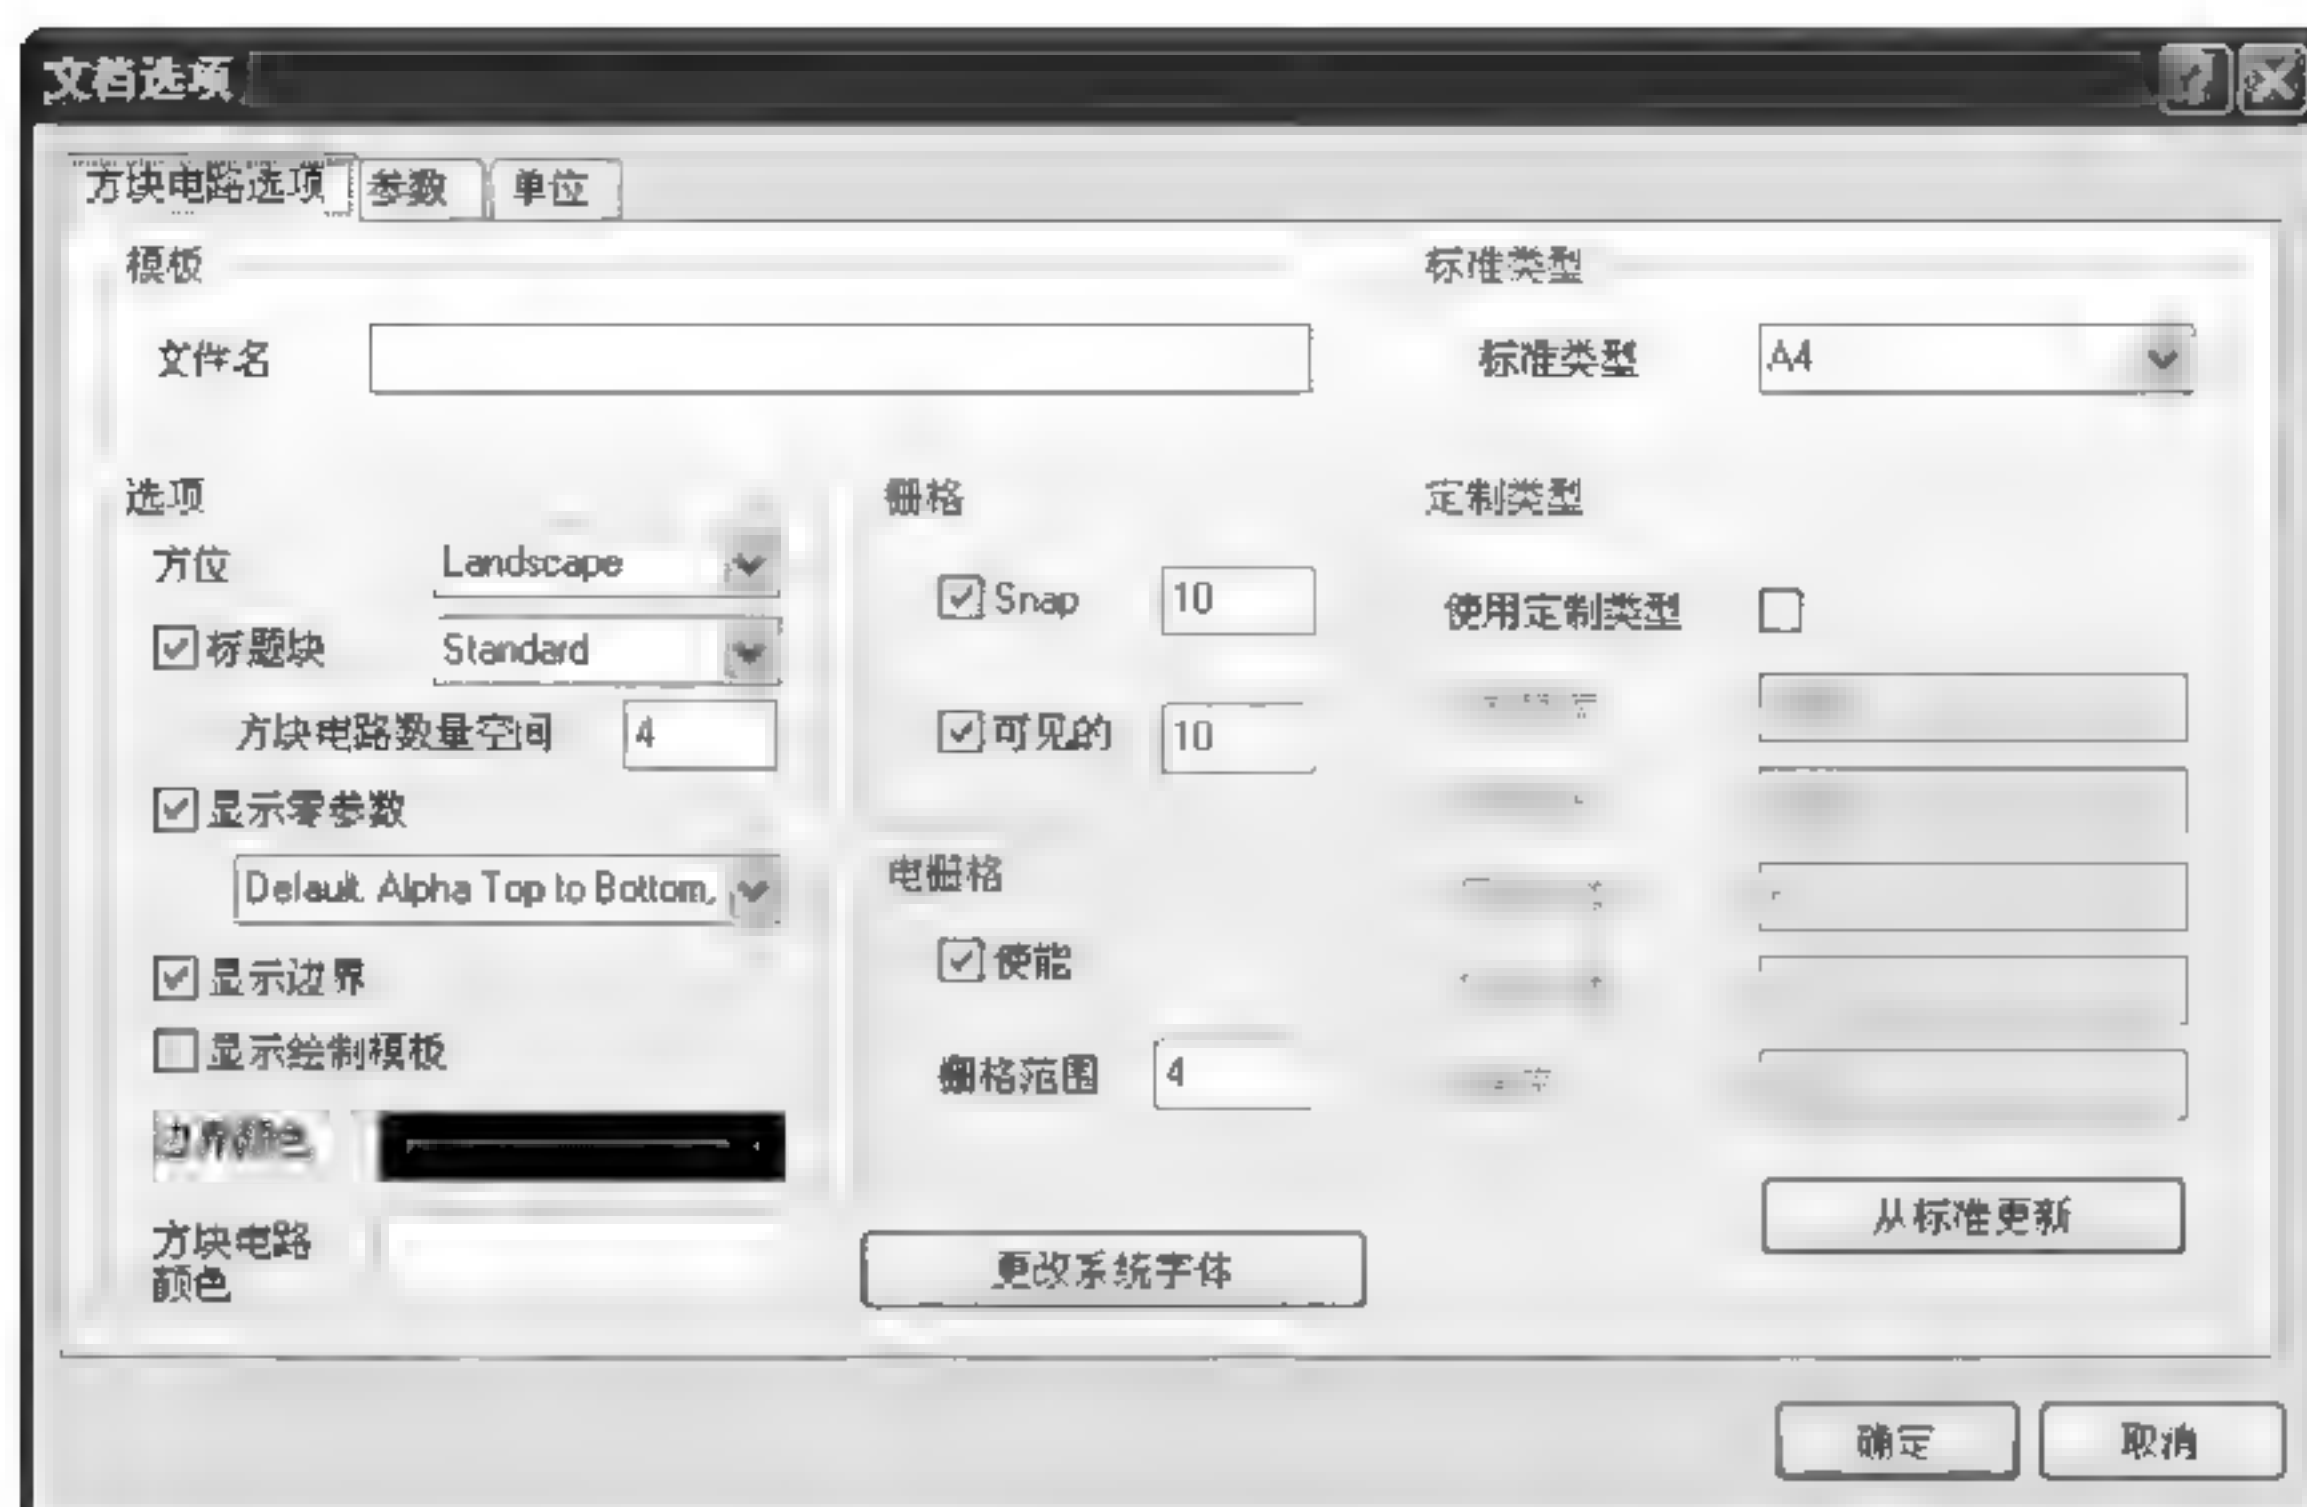 文档选项
方块电路选项 参数 单位
模板
文件名
标准类型
标准类型 A4
选项
方位 Landscape
标题块 Standard
方块电路数量空间 4
显示零参数
Default. Alpha Top to Bottom,
显示边界
显示绘制模板
边界颜色
方块电路
颜色
栅格
Snap 10
可见的 10
电栅格
使能
栅格范围 4
更改系统字体
定制类型
使用定制类型
从标准更新
确定 取消